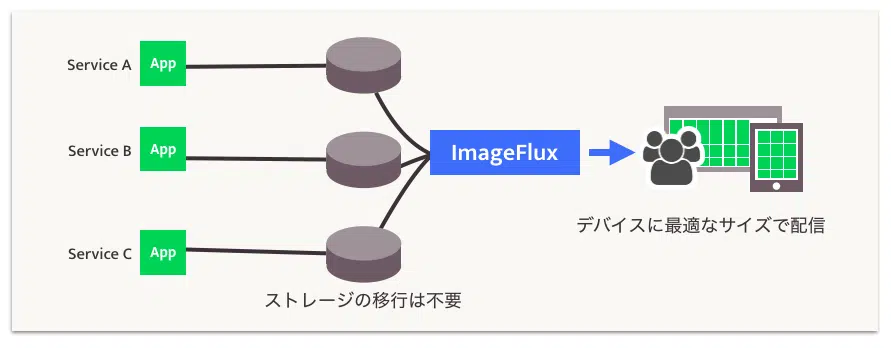 Service A
App
Service B
App
ImageFlux
デバイスに最適なサイズで配信
Service C
App
ストレージの移行は不要